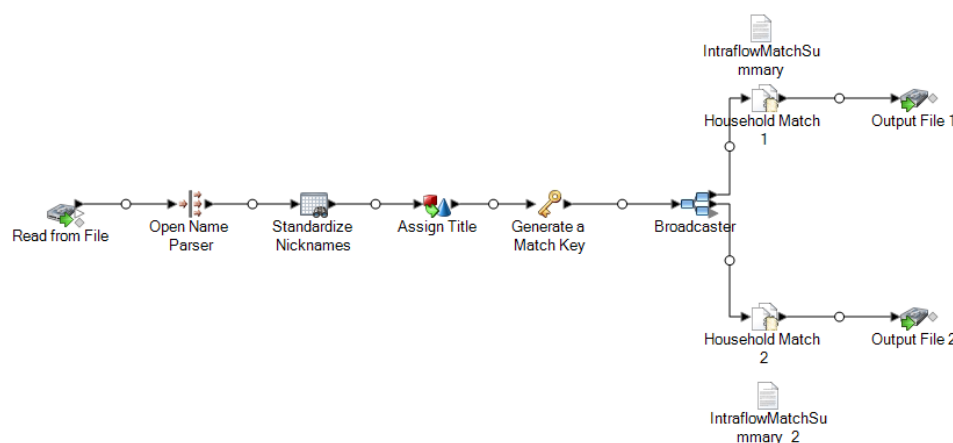 IntraflowMatchSu
mmary
Household Match
1
Output File 1
Read from File
Open Name
Parser
Standardize
Nicknames
Assign Title
Generate a
Match Key
Broadcaster
Household Match
2
Output File 2
IntraflowMatchSu
mmary_2